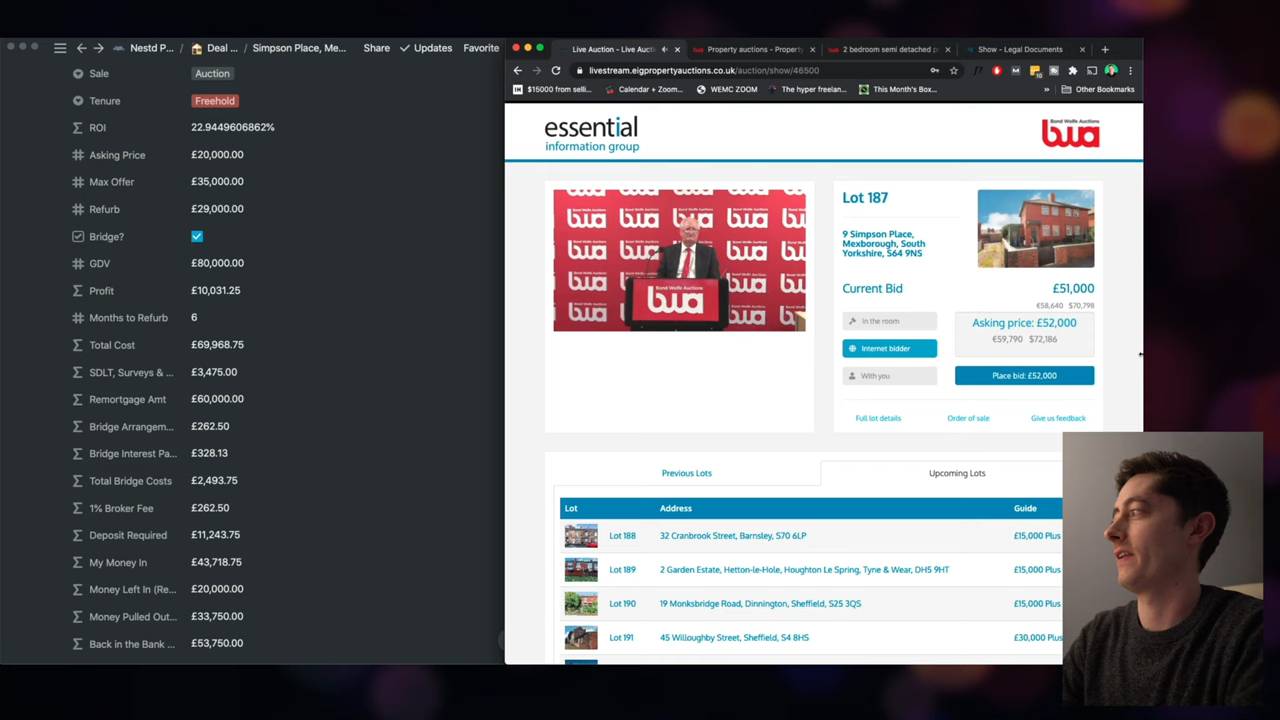 Nestd P... / Deal ... / Simpson Place, Me... Share Updates Favorite
Sale Auction
Tenure Freehold
ROI 22.9449606862%
Asking Price £20,000.00
Max Offer £35,000.00
Refurb £29,000.00
Bridge?
GDV £80,000.00
Profit £10,031.25
Months to Refurb 6
Total Cost £69,968.75
SDLT, Surveys & ... £3,475.00
Remortgage Amt £60,000.00
Bridge Arrangem... £262.50
Bridge Interest Pa... £328.13
Total Bridge Costs £2,493.75
1% Broker Fee £262.50
Deposit Required £11,243.75
My Money In £43,718.75
Money Left In (Re... £20,000.00
Money Pulled Out... £33,750.00
Back in the Bank ... £53,750.00
Live Auction - Live Aucti
Property auctions - Propert
2 bedroom semi detached p
Show - Legal Documents
livestream.eigpropertyauctions.co.uk/auction/show/46500
$15000 from sell...
Calendar + Zoom...
WEMC ZOOM
The hyper freelan...
This Month's Box...
»
Other Bookmarks
essential
information group
Bond Wolfe Auctions
bwa
Lot 187
9 Simpson Place,
Mexborough, South
Yorkshire, S64 9NS
Current Bid £51,000
€58,640 $70,798
In the room
Internet bidder
With you
Asking price: £52,000
€59,790 $72,186
Place bid: £52,000
Full lot details
Order of sale
Give us feedback
bwa
Bond Wolfe Auctions
bwa
Previous Lots
Upcoming Lots
Lot Address Guide
Lot 188 32 Cranbrook Street, Barnsley, S70 6LP £15,000 Plus
Lot 189 2 Garden Estate, Hetton-le-Hole, Houghton Le Spring, Tyne & Wear, DH5 9HT £15,000 Plus
Lot 190 19 Monksbridge Road, Dinnington, Sheffield, S25 3QS £15,000 Plus
Lot 191 45 Willoughby Street, Sheffield, S4 8HS £30,000 Plus